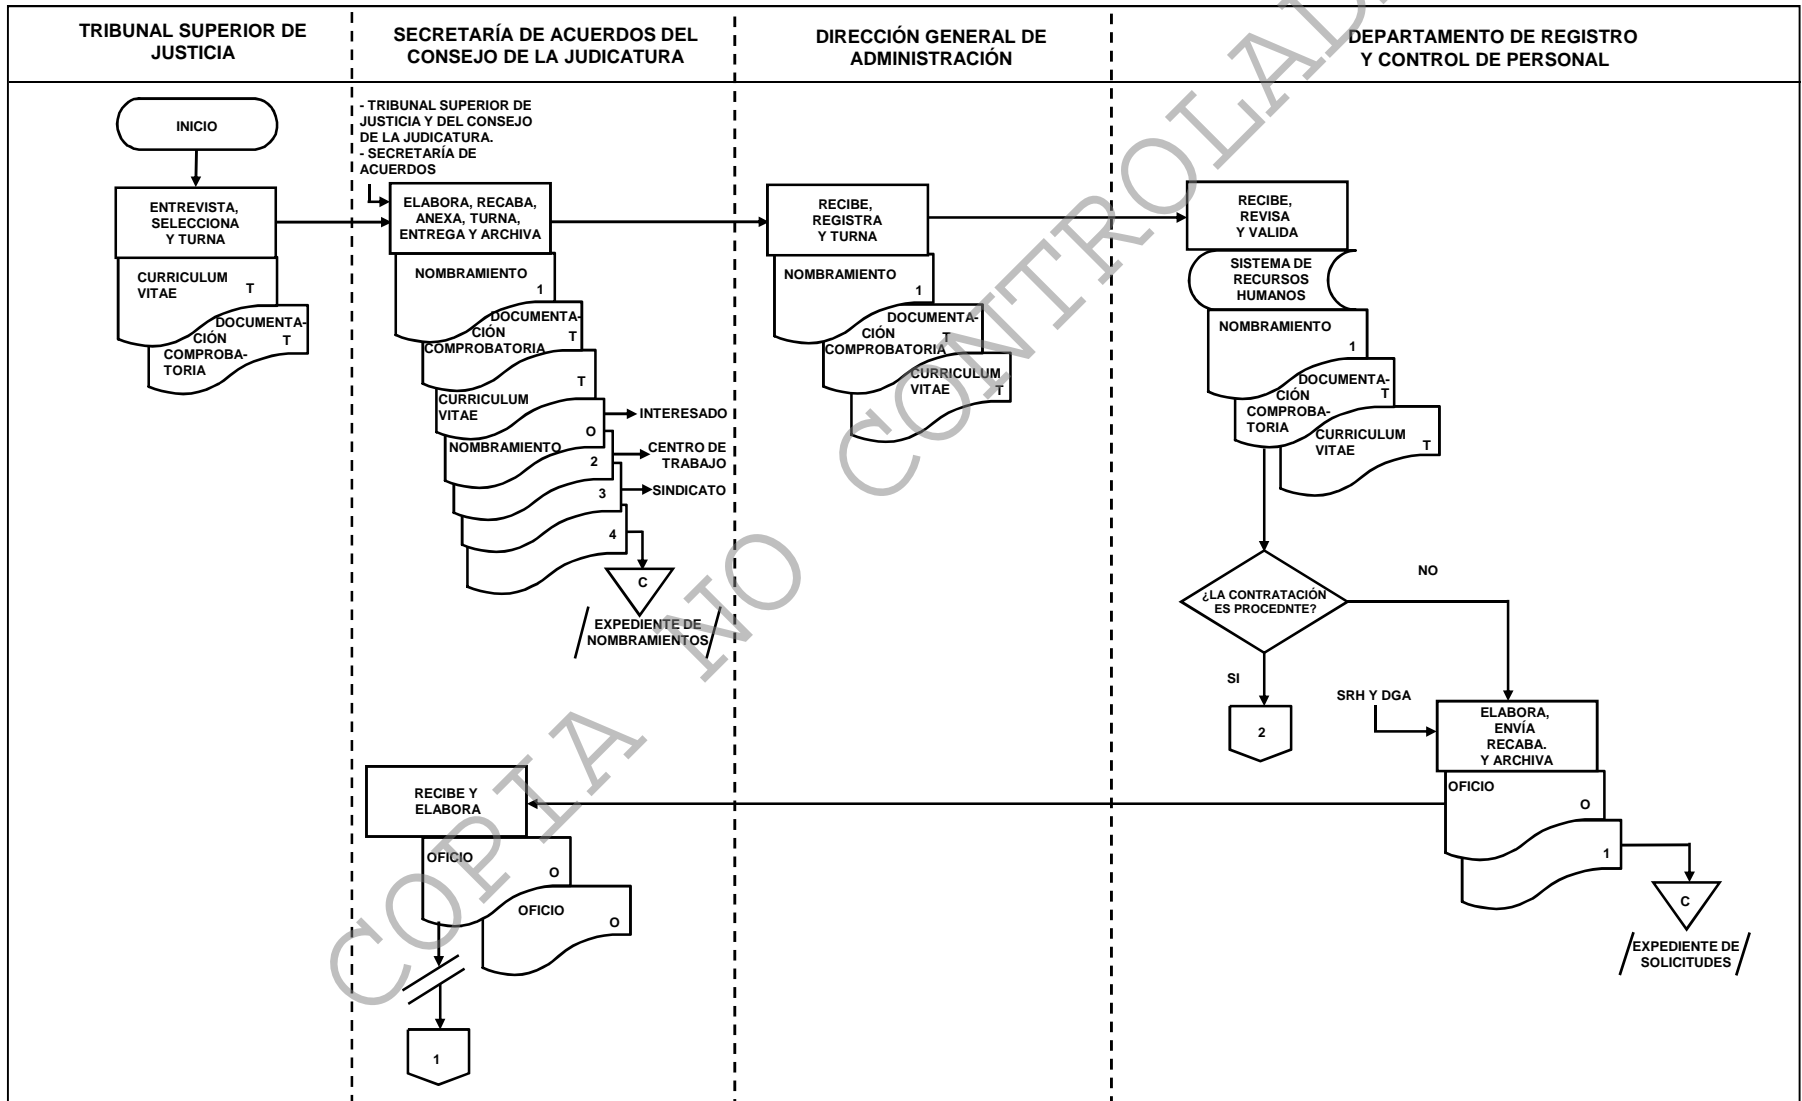 TRIBUNAL SUPERIOR DE
JUSTICIA
SECRETARÍA DE ACUERDOS DEL
CONSEJO DE LA JUDICATURA
DIRECCIÓN GENERAL DE
ADMINISTRACIÓN
DEPARTAMENTO DE REGISTRO
Y CONTROL DE PERSONAL
INICIO
ENTREVISTA,
SELECCIONA
Y TURNA
CURRICULUM
VITAE
T
DOCUMENTA-
CIÓN
T
COMPROBA-
TORIA
- TRIBUNAL SUPERIOR DE
JUSTICIA Y DEL CONSEJO
DE LA JUDICATURA.
- SECRETARÍA DE
ACUERDOS
ELABORA, RECABA,
ANEXA, TURNA,
ENTREGA Y ARCHIVA
NOMBRAMIENTO
1
DOCUMENTA-
CIÓN
T
COMPROBATORIA
T
CURRICULUM
VITAE
O
INTERESADO
NOMBRAMIENTO
2
CENTRO DE
TRABAJO
3
SINDICATO
4
C
EXPEDIENTE DE
NOMBRAMIENTOS
RECIBE,
REGISTRA
Y TURNA
NOMBRAMIENTO
1
DOCUMENTA-
CIÓN
T
COMPROBATORIA
CURRICULUM
VITAE
T
RECIBE,
REVISA
Y VALIDA
SISTEMA DE
RECURSOS
HUMANOS
NOMBRAMIENTO
1
DOCUMENTA-
CIÓN
T
COMPROBA-
TORIA
CURRICULUM
VITAE
T
¿LA CONTRATACIÓN
ES PROCEDNTE?
NO
SI
2
SRH Y DGA
ELABORA,
ENVÍA
RECABA.
Y ARCHIVA
OFICIO
O
1
C
EXPEDIENTE DE
SOLICITUDES
RECIBE Y
ELABORA
OFICIO
O
OFICIO
O
1
COPIA NO CONTROLAD